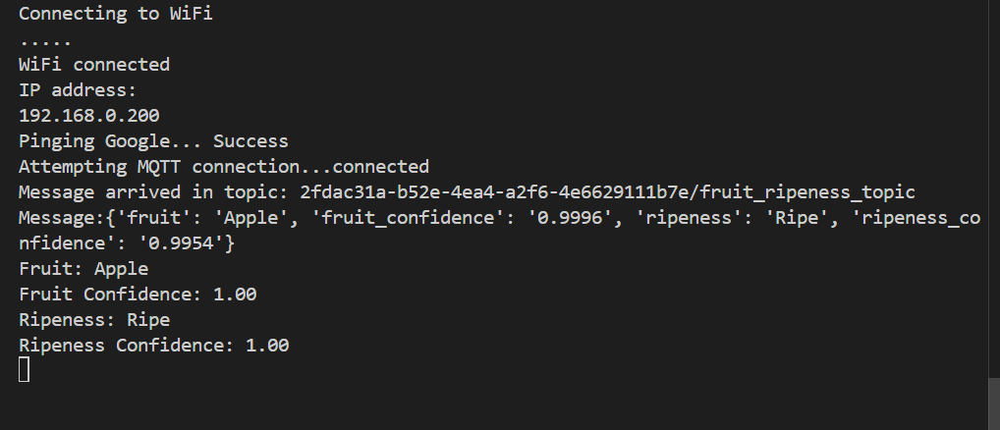 Connecting to WiFi
.....
WiFi connected
IP address:
192.168.0.200
Pinging Google... Success
Attempting MQTT connection...connected
Message arrived in topic: 2fdac31a-b52e-4ea4-a2f6-4e6629111b7e/fruit_ripeness_topic
Message:{'fruit': 'Apple', 'fruit_confidence': '0.9996', 'ripeness': 'Ripe', 'ripeness_co
nfidence': '0.9954'}
Fruit: Apple
Fruit Confidence: 1.00
Ripeness: Ripe
Ripeness Confidence: 1.00